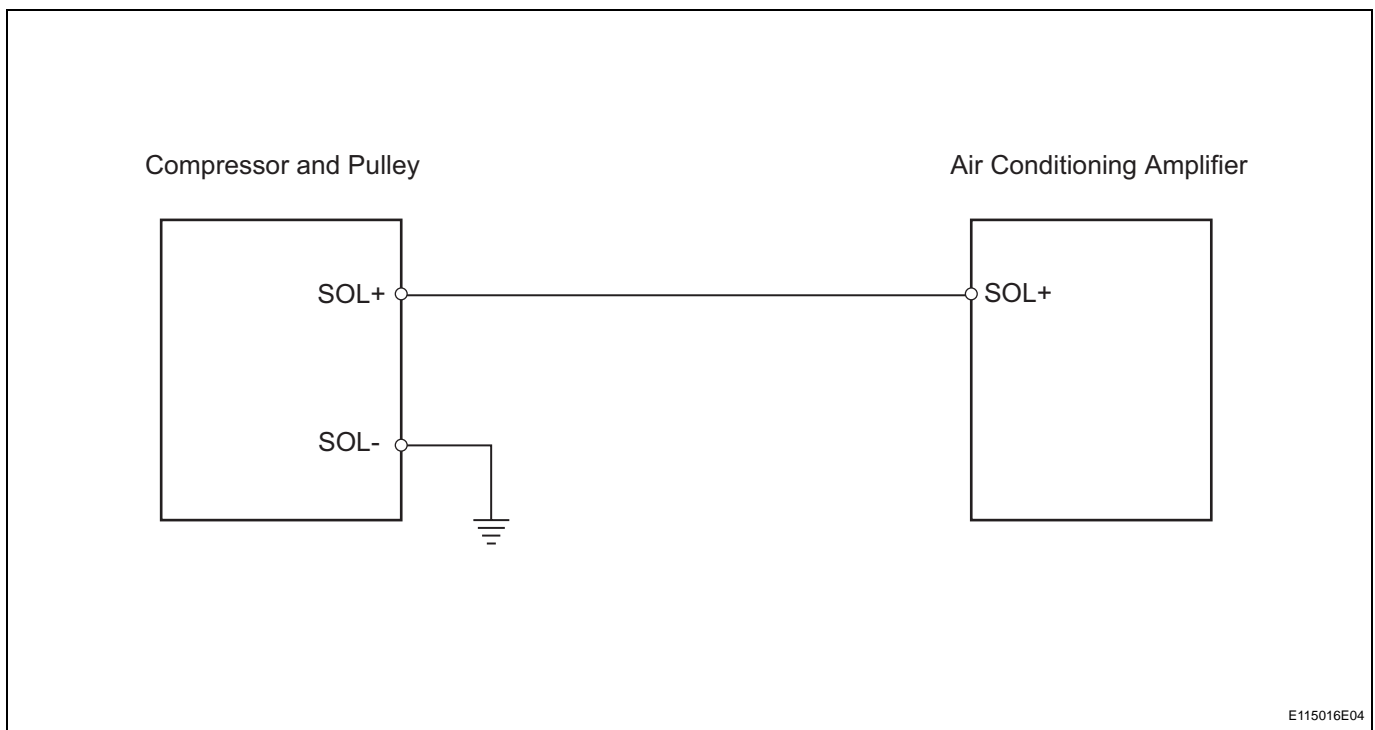 Compressor and Pulley
Air Conditioning Amplifier
SOL+
SOL+
SOL-
E115016E04